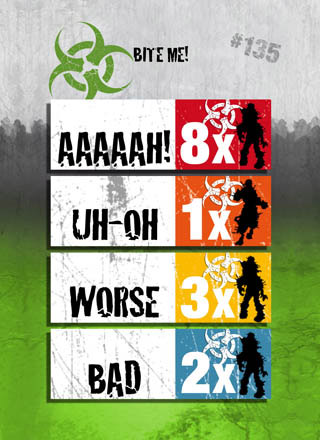 BITE ME!
#135
AAAAAH! 8x
UH-OH 1x
WORSE 3x
BAD 2x